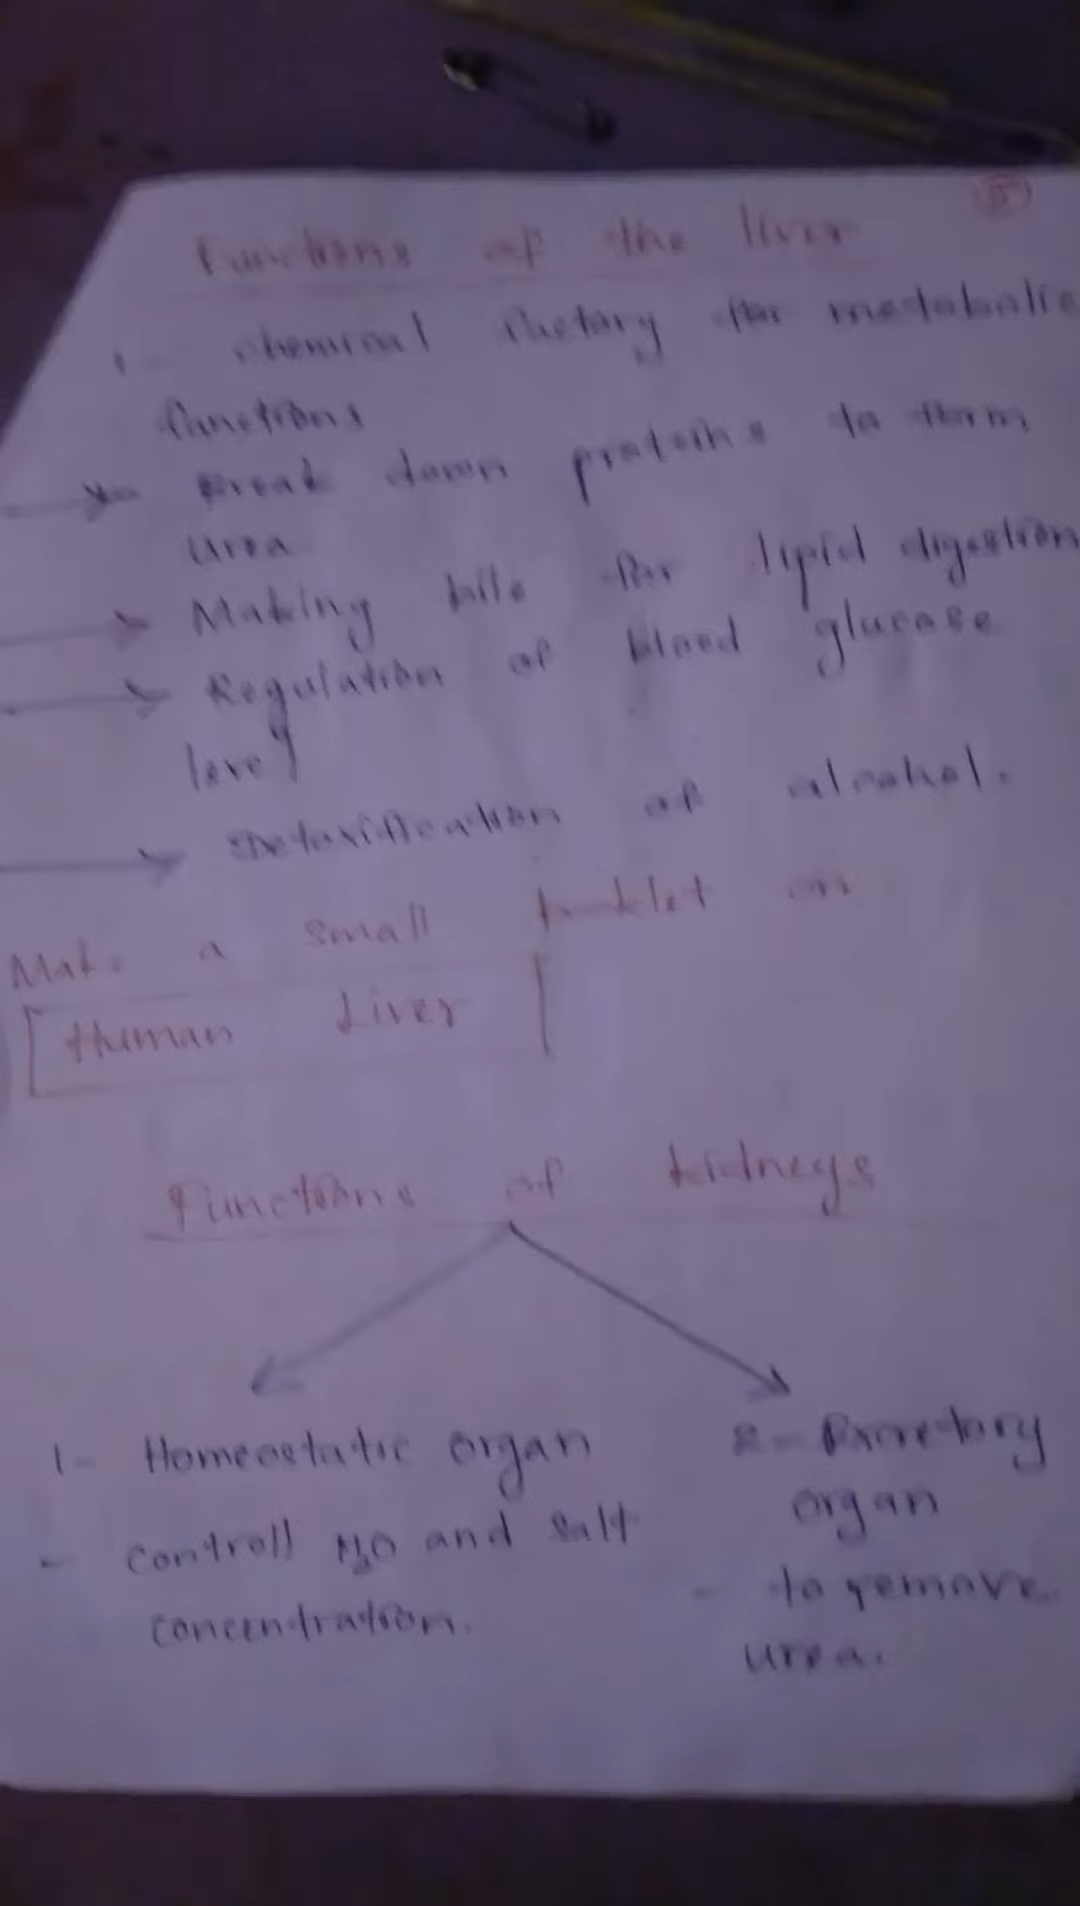 5
Functions of the liver
1- chemical factory for metabolic
functions
Break down proteins to form
urea
Making bile for lipid digestion
Regulation of blood glucose
level
Detoxification of alcohol.
Make a small booklet on
Human Liver
Functions of kidneys
1- Homeostatic organ
- controll H2O and salt
concentration.
2- Excretory
organ
- to remove
urea.